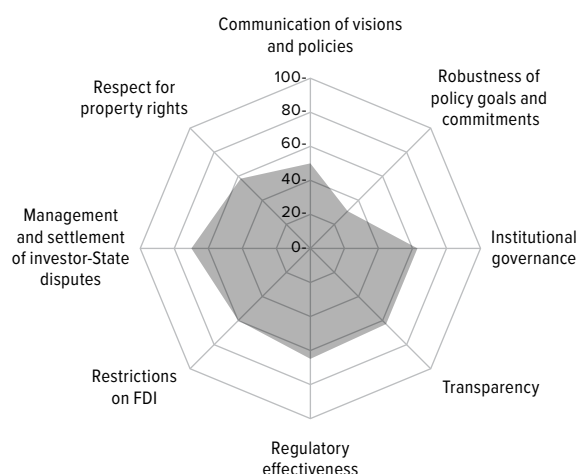 Communication of visions
and policies
Robustness of
policy goals and
commitments
Respect for
property rights
100-
80-
60-
40-
20-
0-
Management
and settlement
of investor-State
disputes
Institutional
governance
Restrictions
on FDI
Transparency
Regulatory
effectiveness